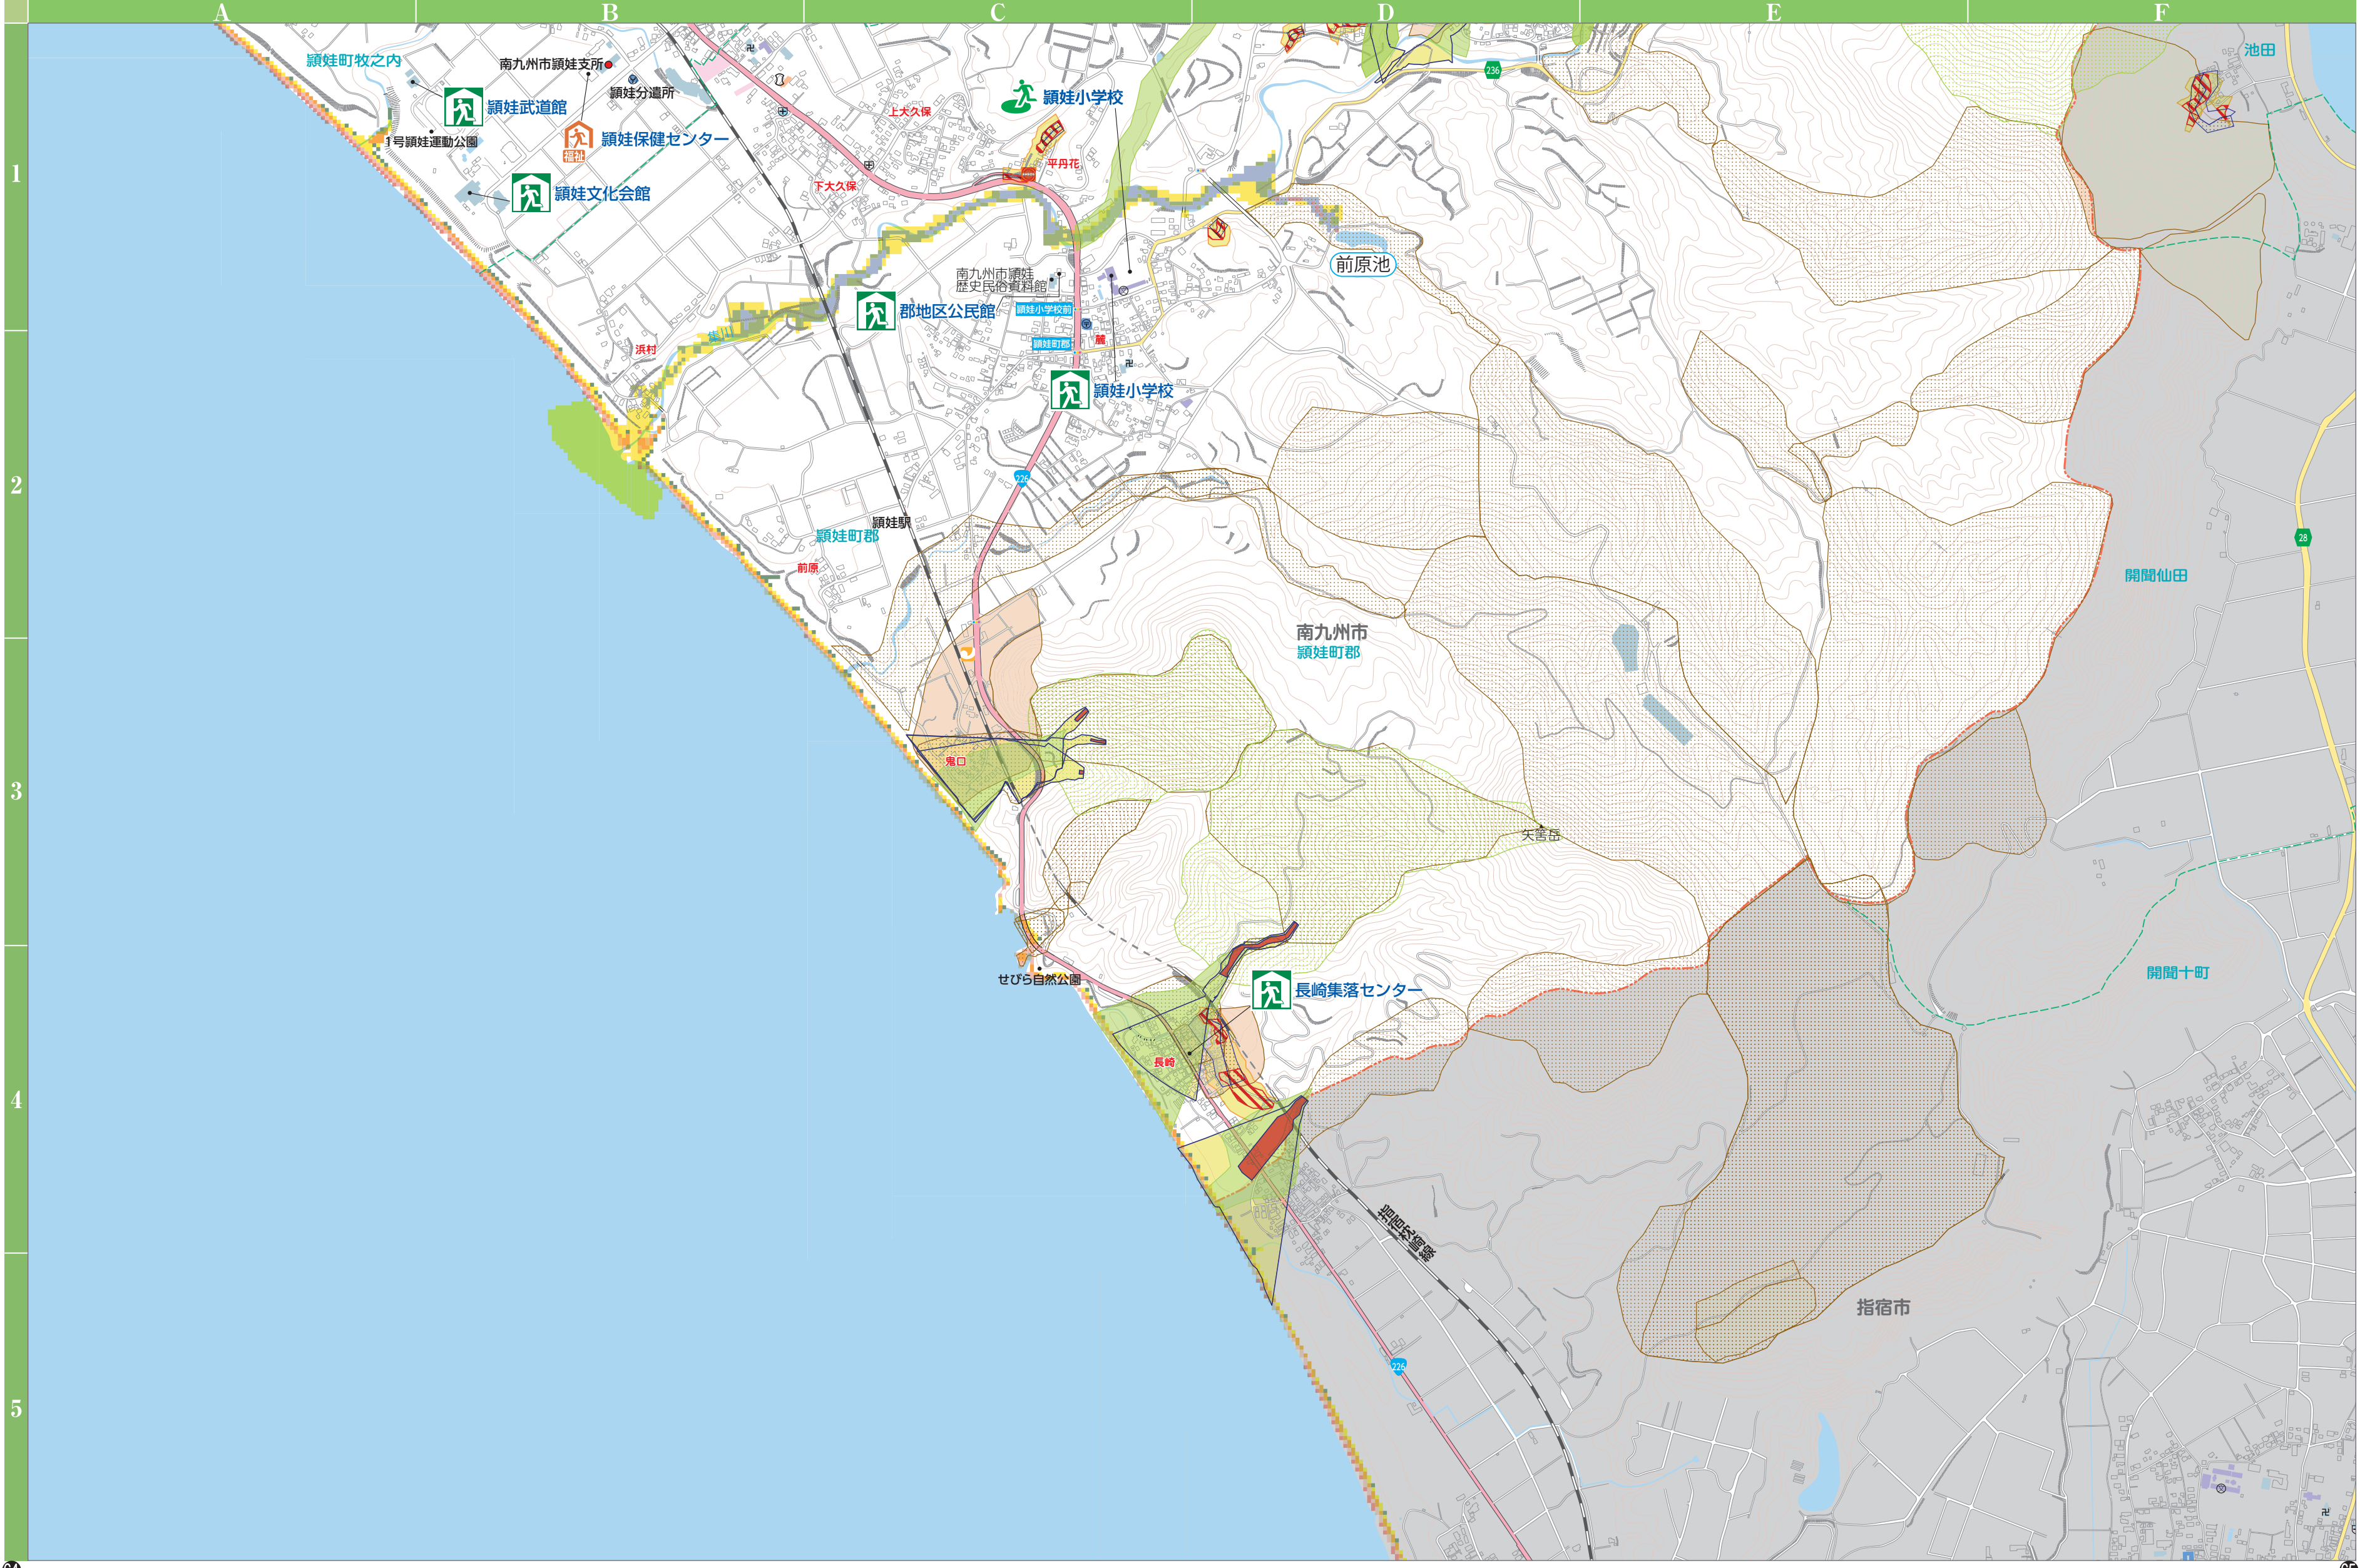 A
B
C
D
E
F
1
2
3
4
5
頴娃町牧之内
南九州市頴娃支所
頴娃分遣所
頴娃武道館
1号頴娃運動公園
福祉
頴娃保健センター
頴娃文化会館
上大久保
下大久保
平丹花
頴娃小学校
236
池田
前原池
南九州市頴娃
歴史民俗資料館
郡地区公民館
頴娃小学校前
頴娃町郡
麓
浜村
頴娃小学校
226
頴娃駅
頴娃町郡
前原
28
開聞仙田
南九州市
頴娃町郡
鬼口
矢筈岳
せびら自然公園
長崎集落センター
長崎
開聞十町
指宿枕崎線
指宿市
226